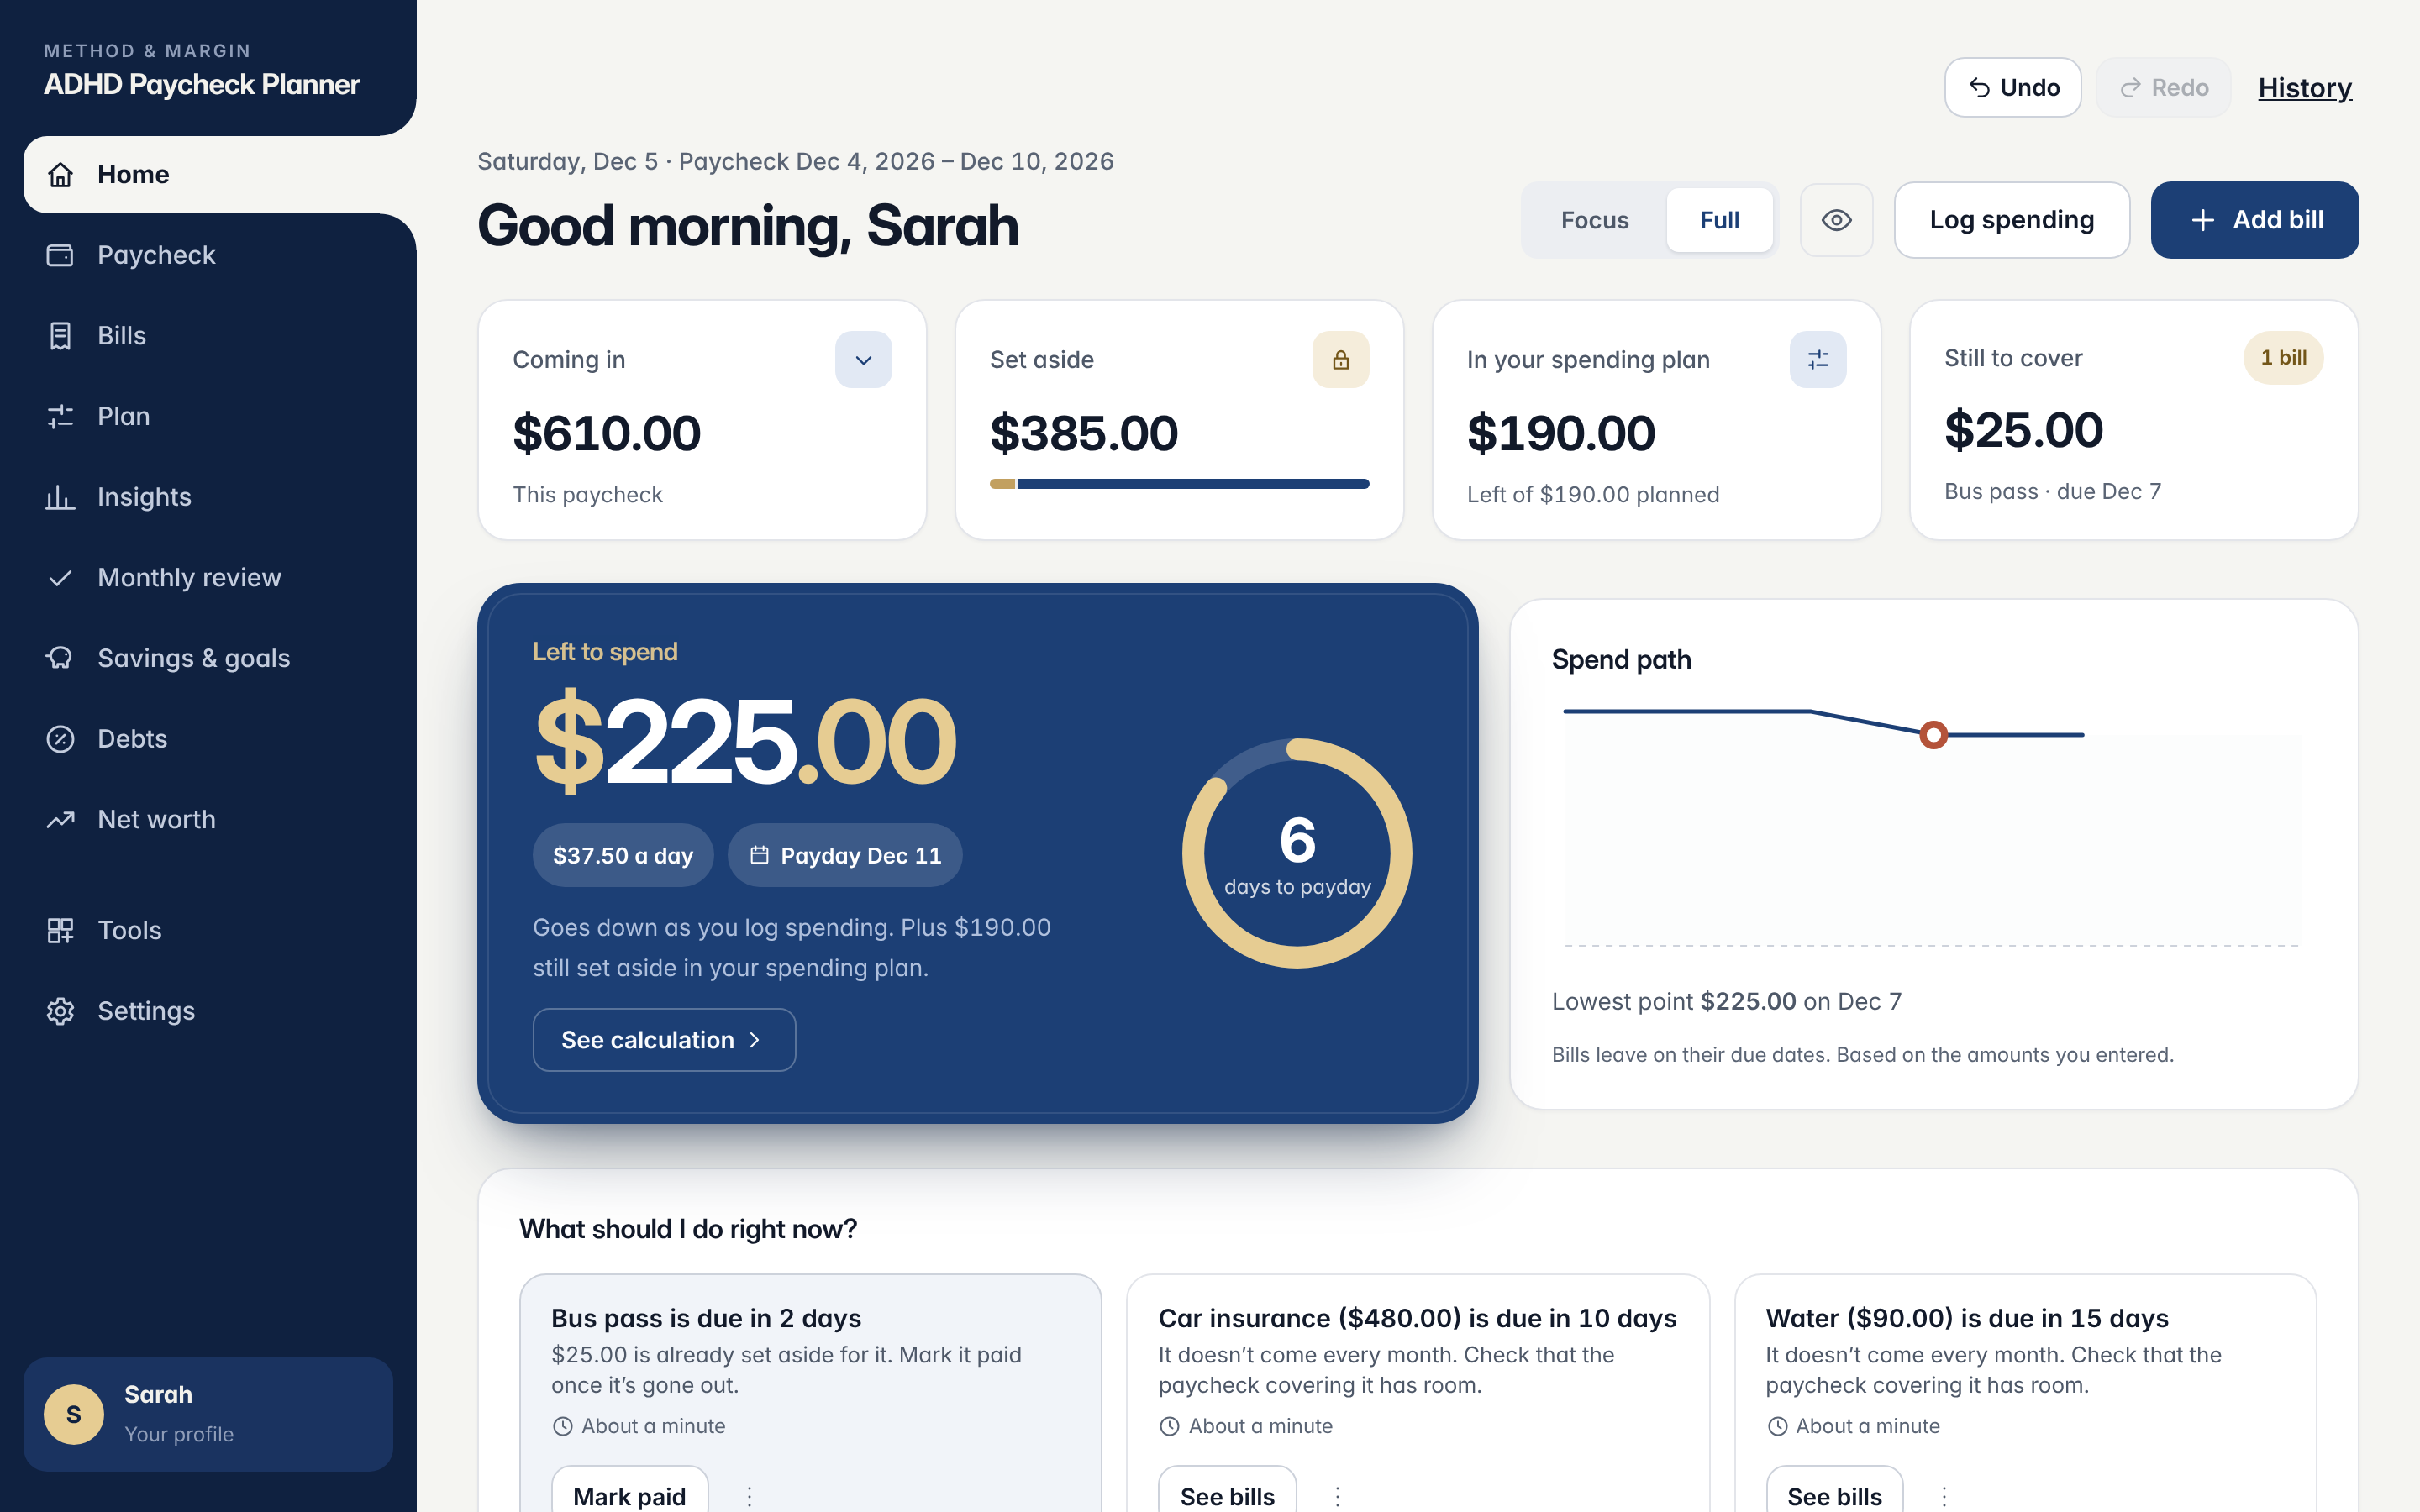 METHOD & MARGIN
ADHD Paycheck Planner
Home
Paycheck
Bills
Plan
Insights
Monthly review
Savings & goals
Debts
Net worth
Tools
Settings
S
Sarah
Your profile
Undo
Redo
History
Saturday, Dec 5 · Paycheck Dec 4, 2026 – Dec 10, 2026
Good morning, Sarah
Focus
Full
Log spending
Add bill
Coming in
$610.00
This paycheck
Set aside
$385.00
In your spending plan
$190.00
Left of $190.00 planned
Still to cover
1 bill
$25.00
Bus pass · due Dec 7
Left to spend
$225.00
$37.50 a day
Payday Dec 11
Goes down as you log spending. Plus $190.00
still set aside in your spending plan.
See calculation
6
days to payday
Spend path
Lowest point $225.00 on Dec 7
Bills leave on their due dates. Based on the amounts you entered.
What should I do right now?
Bus pass is due in 2 days
$25.00 is already set aside for it. Mark it paid
once it’s gone out.
About a minute
Mark paid
Car insurance ($480.00) is due in 10 days
It doesn’t come every month. Check that the
paycheck covering it has room.
About a minute
See bills
Water ($90.00) is due in 15 days
It doesn’t come every month. Check that the
paycheck covering it has room.
About a minute
See bills